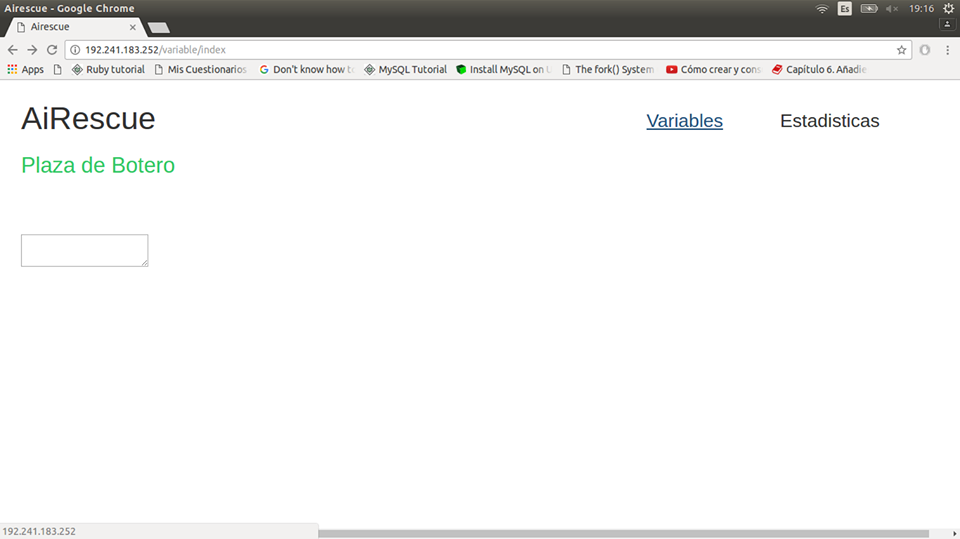 Airescue - Google Chrome Es 19:16
Airescue
192.241.183.252/variable/index
Apps Ruby tutorial Mis Cuestionarios Don't know how to MySQL Tutorial Install MySQL on U The fork() System Cómo crear y cons Capítulo 6. Añadie
AiRescue Variables Estadisticas
Plaza de Botero
192.241.183.252